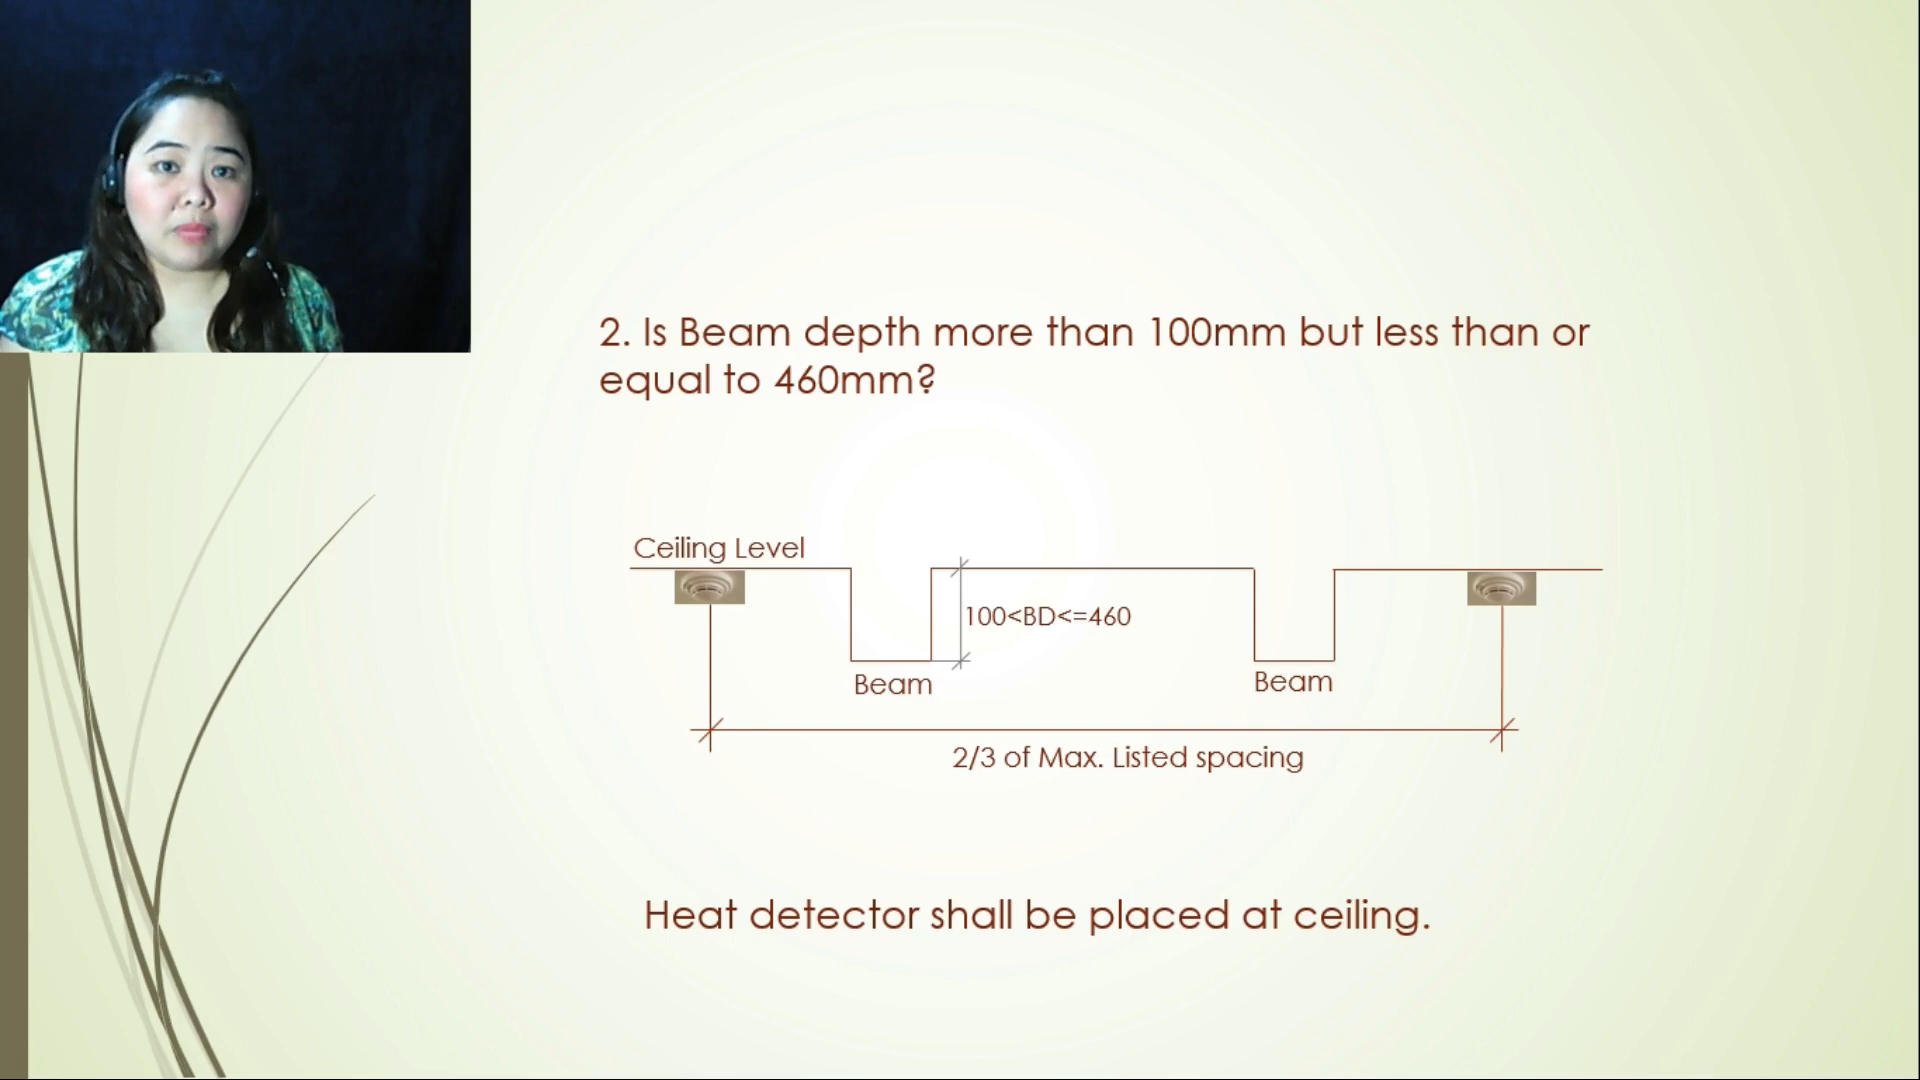 2. Is Beam depth more than 100mm but less than or
equal to 460mm?
Ceiling Level
100<BD<=460
Beam
Beam
2/3 of Max. Listed spacing
Heat detector shall be placed at ceiling.